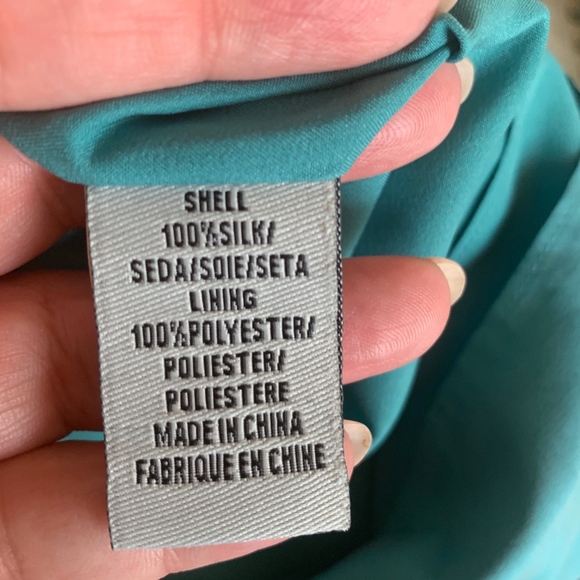 SHELL
100%SILK/
SEDA/SOIE/SETA
LINING
100%POLYESTER/
POLIESTER/
POLIESTERE
MADE IN CHINA
FABRIQUE EN CHINE